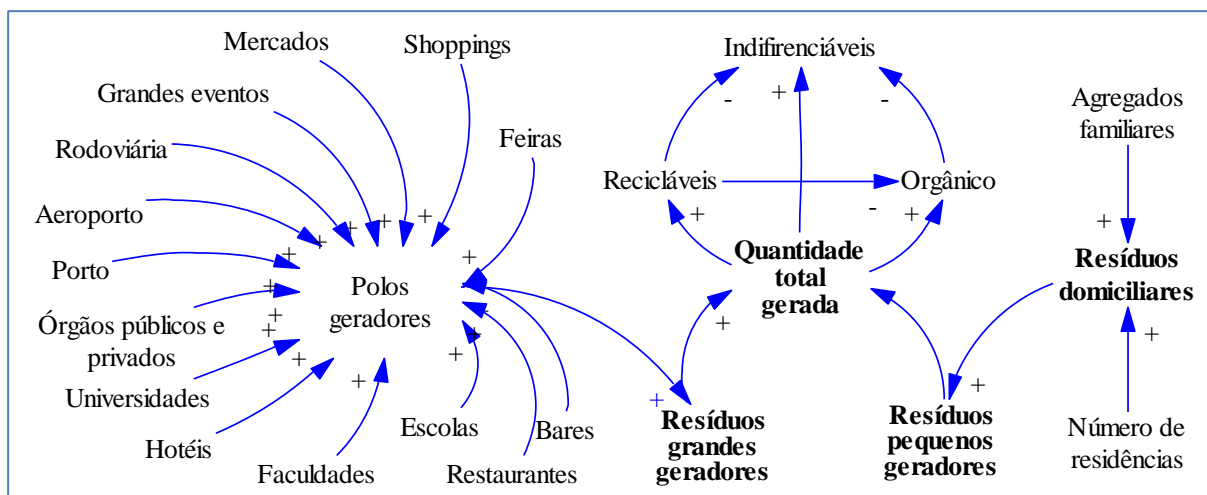 Mercados
Shoppings
Grandes eventos
Rodoviária
Feiras
Aeroporto
Porto
Órgãos públicos e
privados
Universidades
Hotéis
Faculdades
Escolas
Restaurantes
Bares
Polos
geradores
+
+
+
+
+
+
+
+
+
+
+
+
+
+
Indifirenciáveis
-
+
-
Recicláveis
Orgânico
+
-
+
Quantidade
total
gerada
+
+
Resíduos
grandes
geradores
+
Resíduos
pequenos
geradores
Agregados
familiares
+
Resíduos
domiciliares
+
Número de
residências